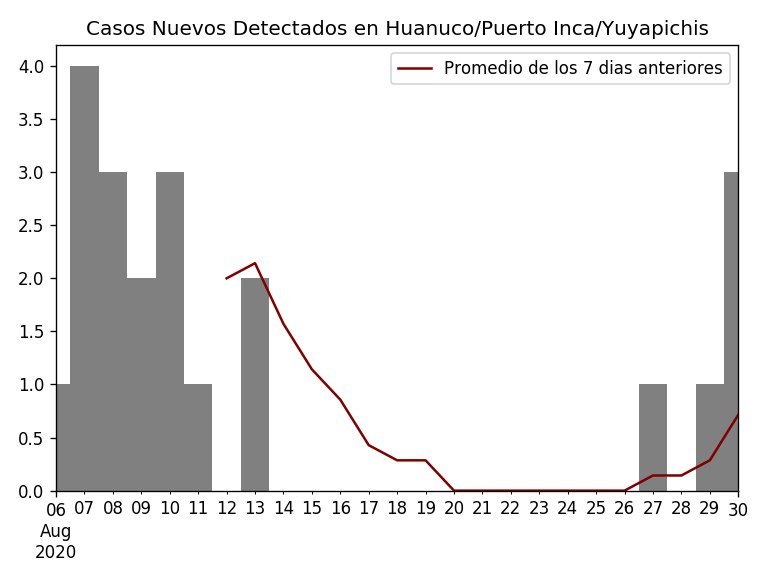 Casos Nuevos Detectados en Huanuco/Puerto Inca/Yuyapichis
Promedio de los 7 dias anteriores
4.0
3.5
3.0
2.5
2.0
1.5
1.0
0.5
0.0
06 07 08 09 10 11 12 13 14 15 16 17 18 19 20 21 22 23 24 25 26 27 28 29 30
Aug
2020